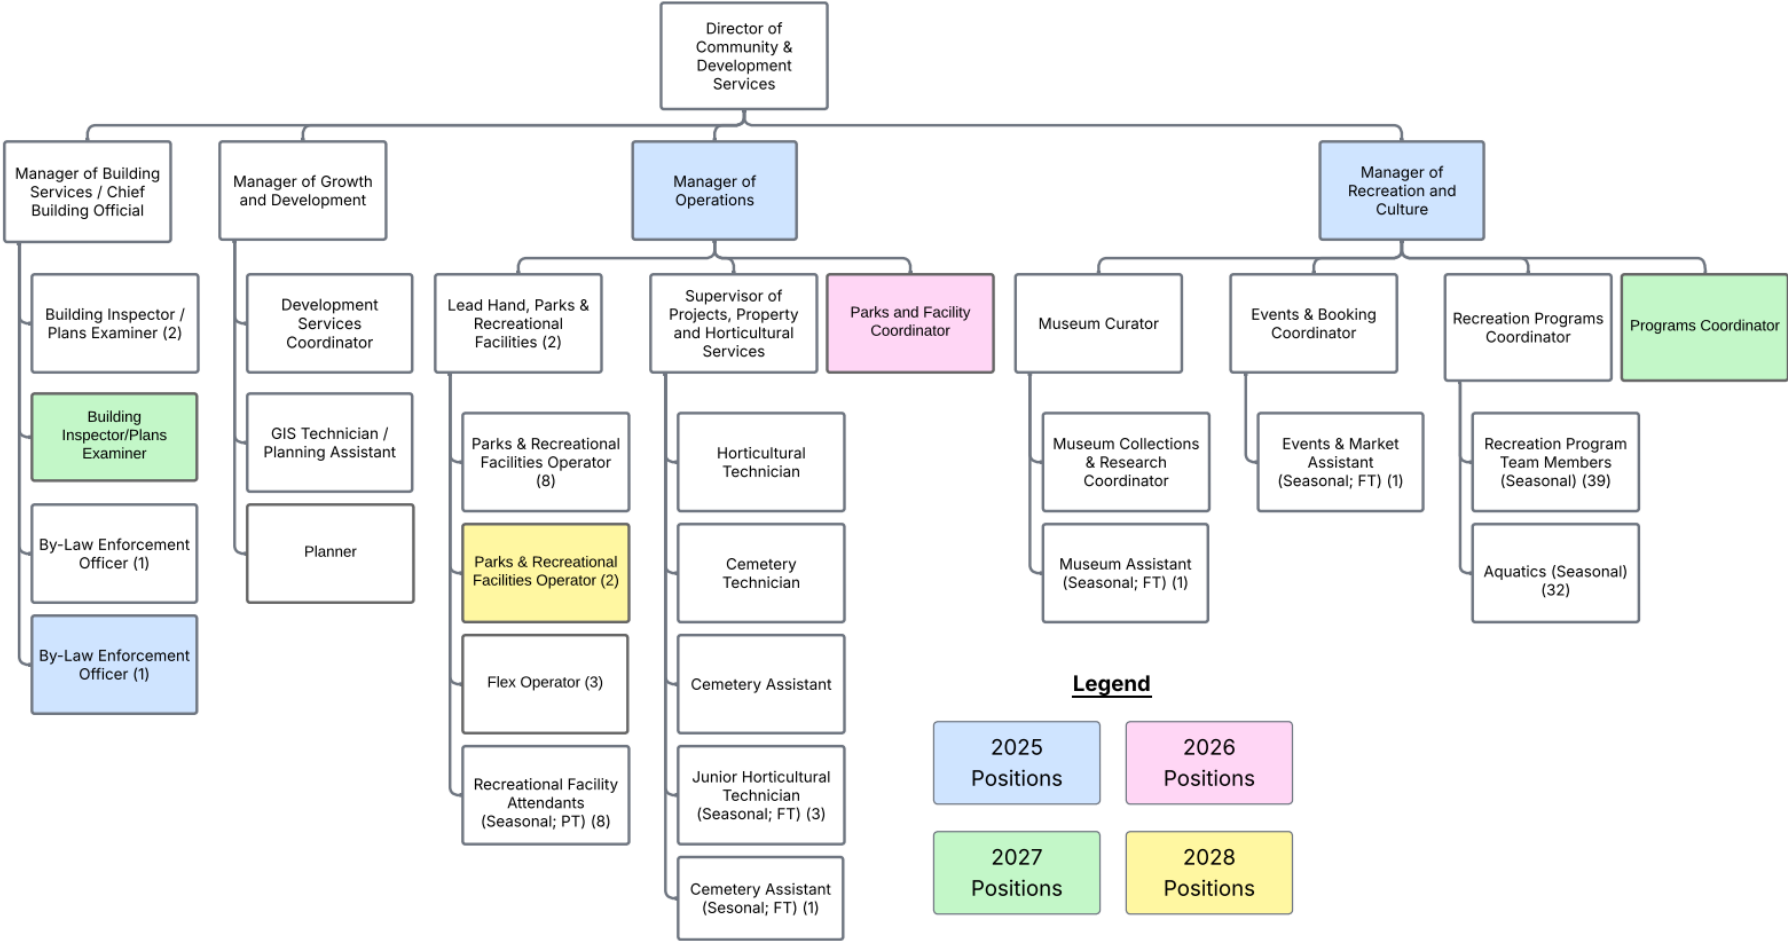 Director of
Community &
Development
Services
Manager of Building
Services / Chief
Building Official
Manager of Growth
and Development
Manager of
Operations
Manager of
Recreation and
Culture
Building Inspector /
Plans Examiner (2)
Building
Inspector/Plans
Examiner
By-Law Enforcement
Officer (1)
By-Law Enforcement
Officer (1)
Development
Services
Coordinator
GIS Technician /
Planning Assistant
Planner
Lead Hand, Parks &
Recreational
Facilities (2)
Parks & Recreational
Facilities Operator
(8)
Parks & Recreational
Facilities Operator (2)
Flex Operator (3)
Recreational Facility
Attendants
(Seasonal; PT) (8)
Supervisor of
Projects, Property
and Horticultural
Services
Horticultural
Technician
Cemetery
Technician
Cemetery Assistant
Junior Horticultural
Technician
(Seasonal; FT) (3)
Cemetery Assistant
(Sesonal; FT) (1)
Parks and Facility
Coordinator
Museum Curator
Museum Collections
& Research
Coordinator
Museum Assistant
(Seasonal; FT) (1)
Events & Booking
Coordinator
Events & Market
Assistant
(Seasonal; FT) (1)
Recreation Programs
Coordinator
Recreation Program
Team Members
(Seasonal) (39)
Aquatics (Seasonal)
(32)
Programs Coordinator
Legend
2025
Positions
2026
Positions
2027
Positions
2028
Positions